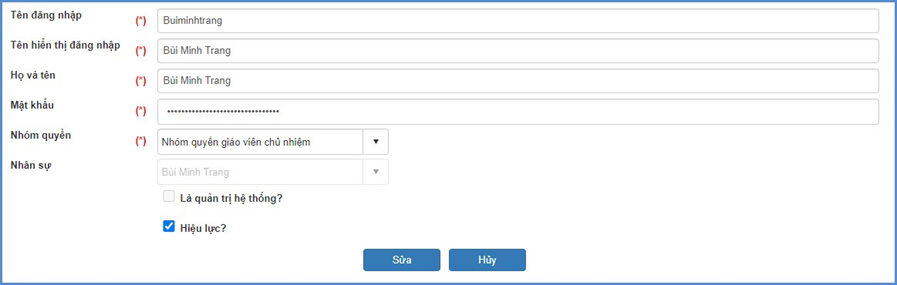 Tên đăng nhập (*) Buiminhtrang
Tên hiển thị đăng nhập (*) Bùi Minh Trang
Họ và tên (*) Bùi Minh Trang
Mật khẩu (*) ••••••••••••••••••••••••••••••••
Nhóm quyền (*) Nhóm quyền giáo viên chủ nhiệm
Nhân sự Bùi Minh Trang
Là quản trị hệ thống?
Hiệu lực?
Sửa Hủy